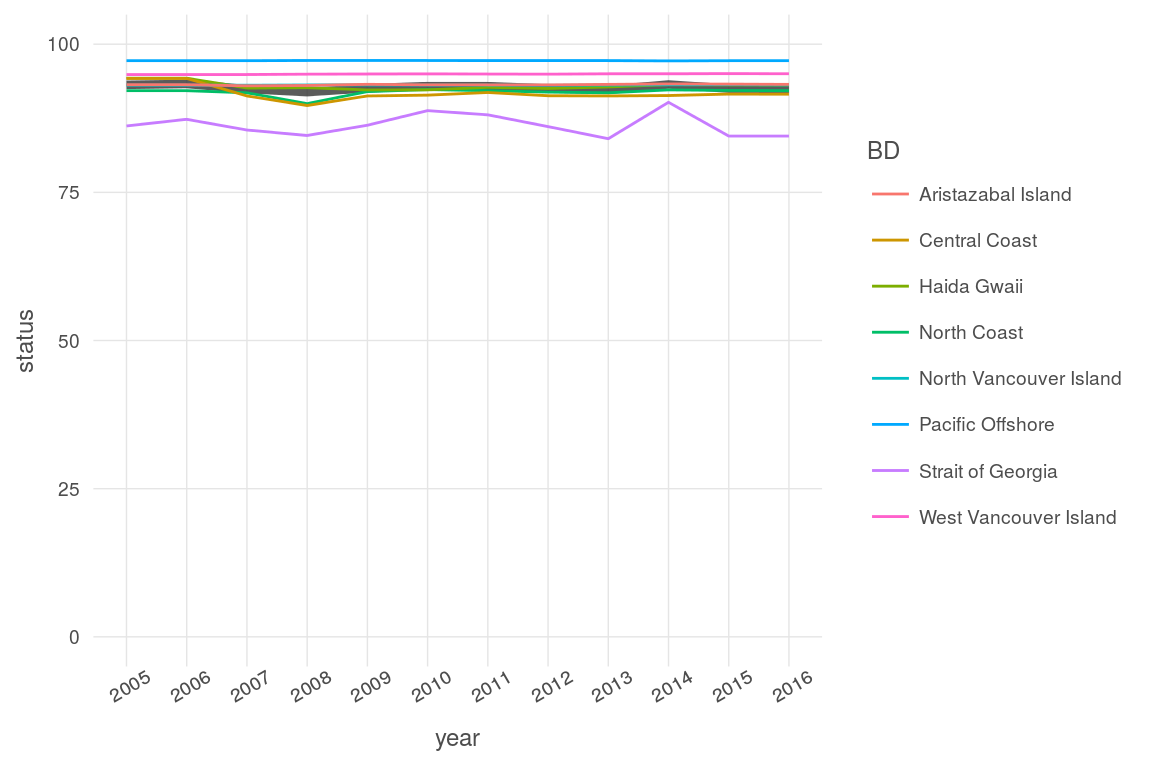 100
75
50
25
0
status
2005 2006 2007 2008 2009 2010 2011 2012 2013 2014 2015 2016
year
BD
Aristazabal Island
Central Coast
Haida Gwaii
North Coast
North Vancouver Island
Pacific Offshore
Strait of Georgia
West Vancouver Island